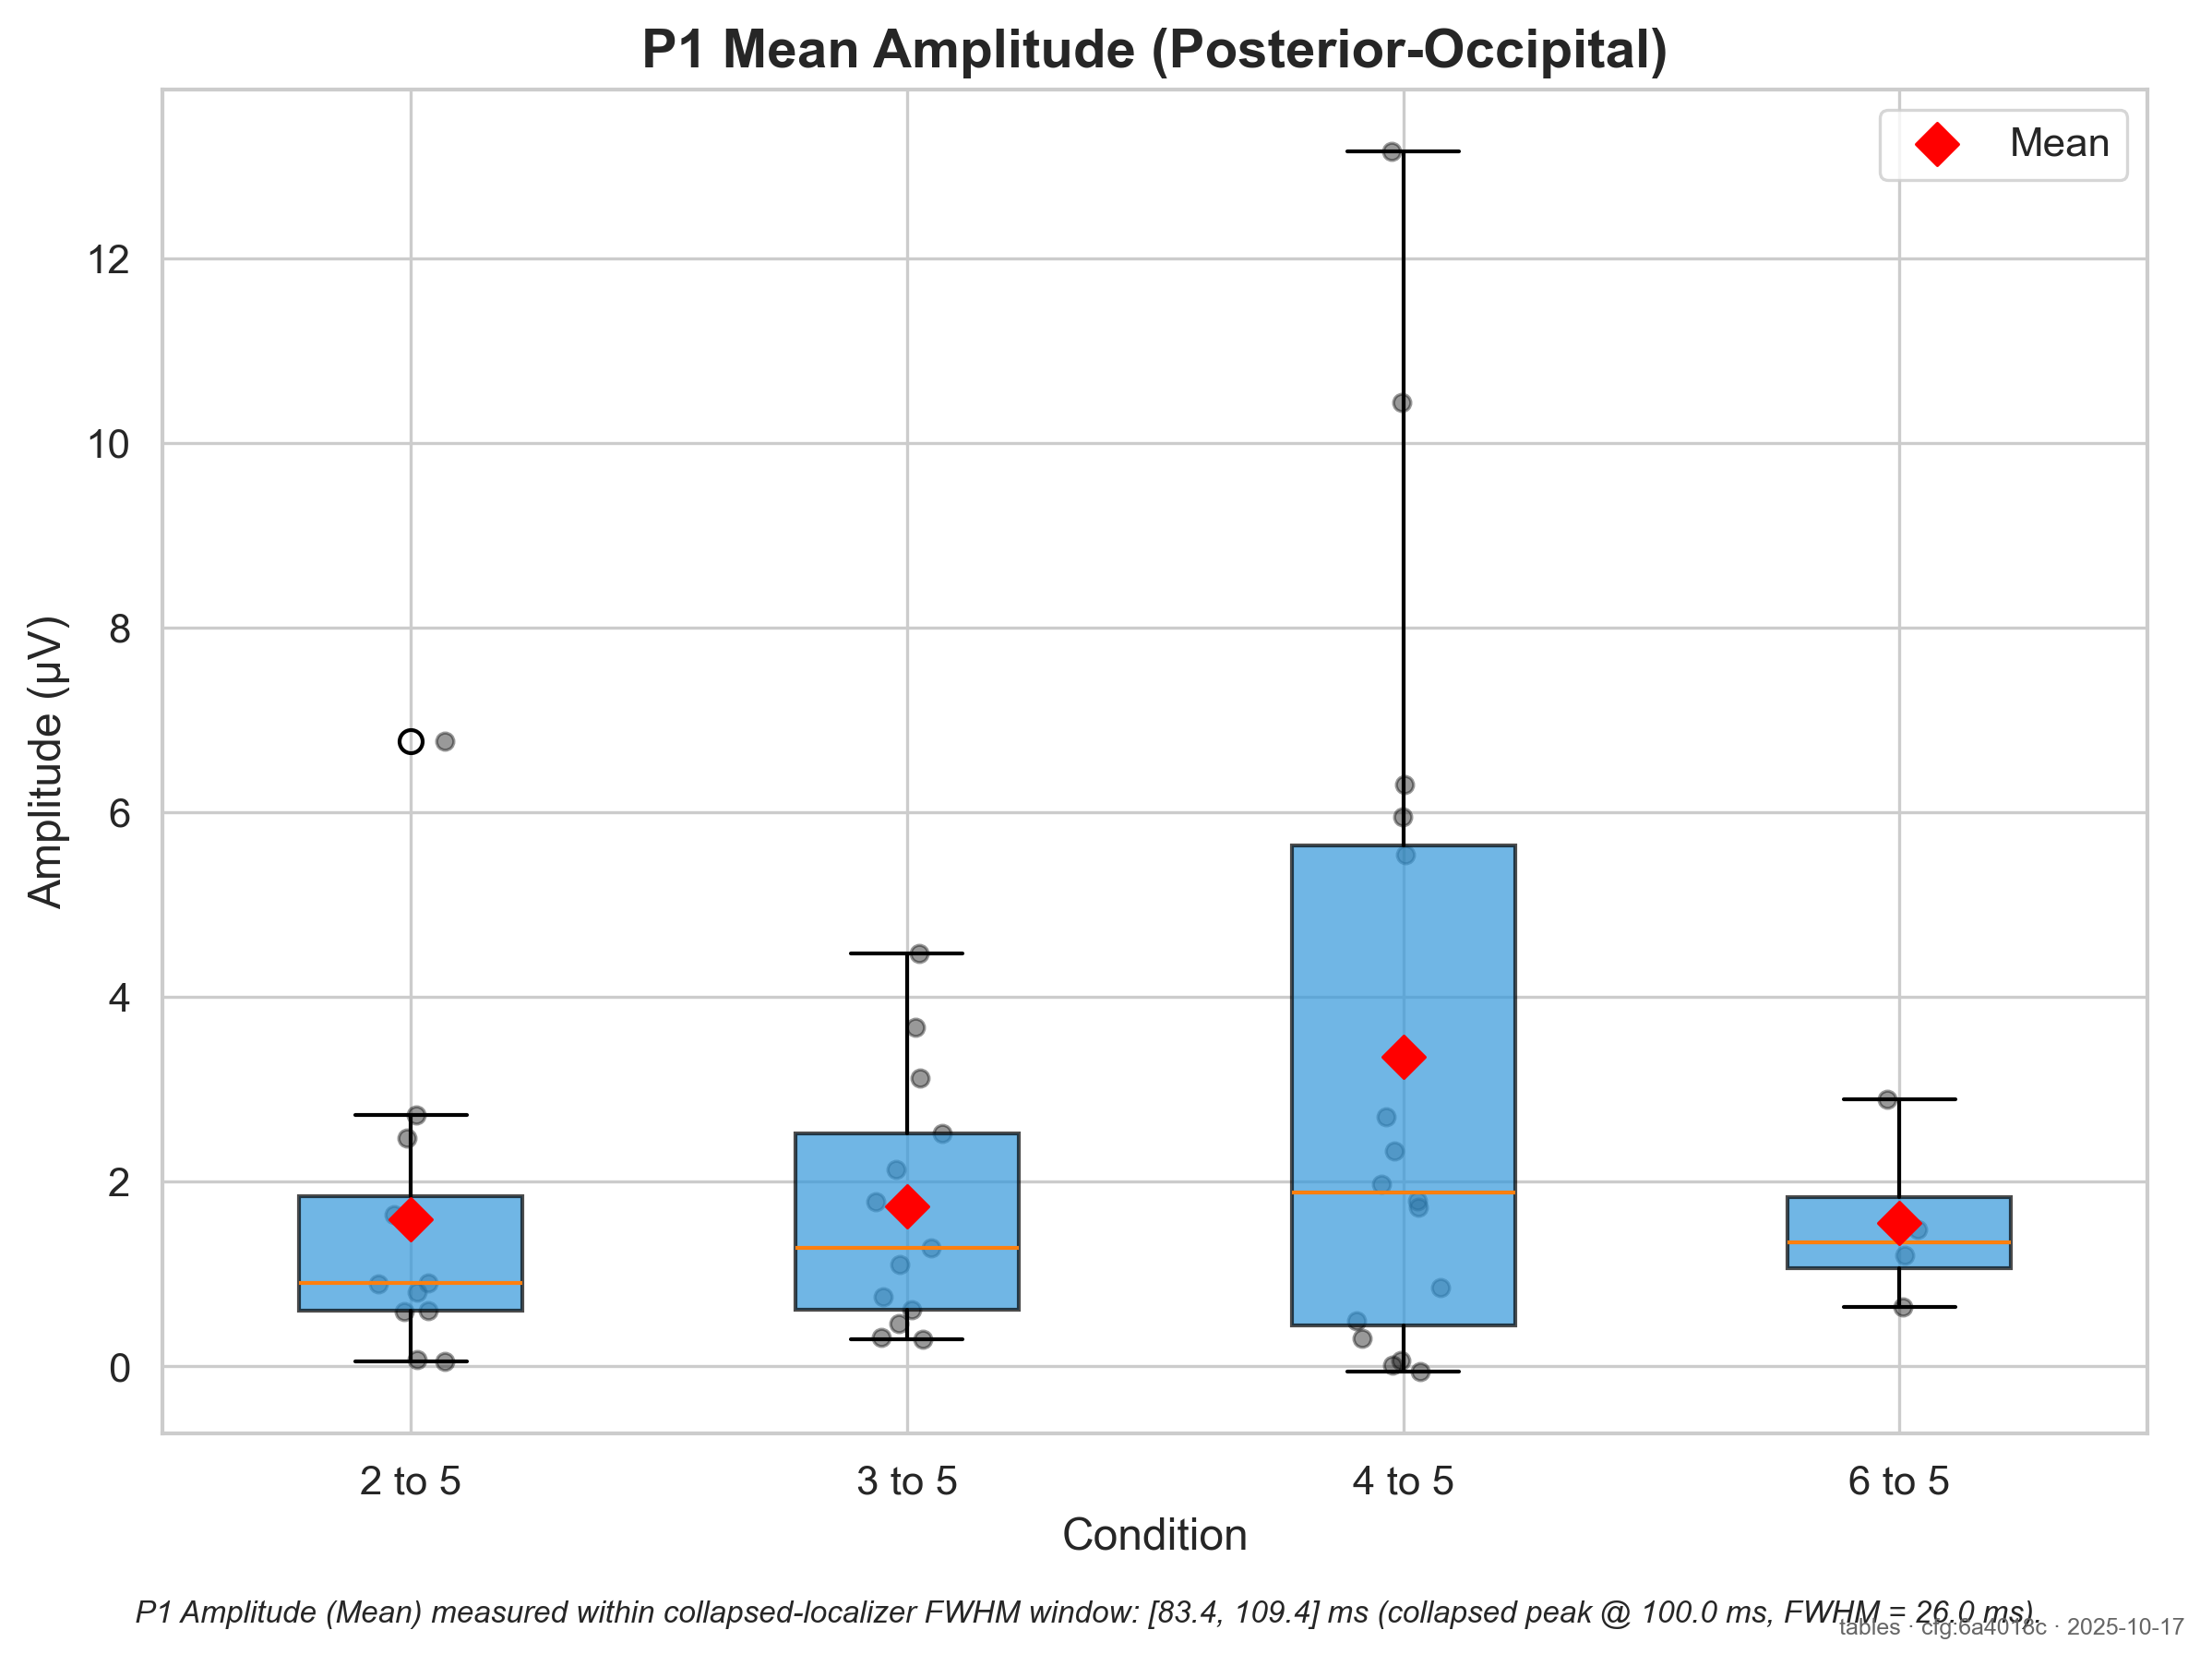 P1 Mean Amplitude (Posterior-Occipital)
Mean
12
10
8
6
4
2
0
Amplitude (µV)
2 to 5
3 to 5
4 to 5
6 to 5
Condition
P1 Amplitude (Mean) measured within collapsed-localizer FWHM window: [83.4, 109.4] ms (collapsed peak @ 100.0 ms, FWHM = 26.0 ms).
tables · cfg:6a4018c · 2025-10-17